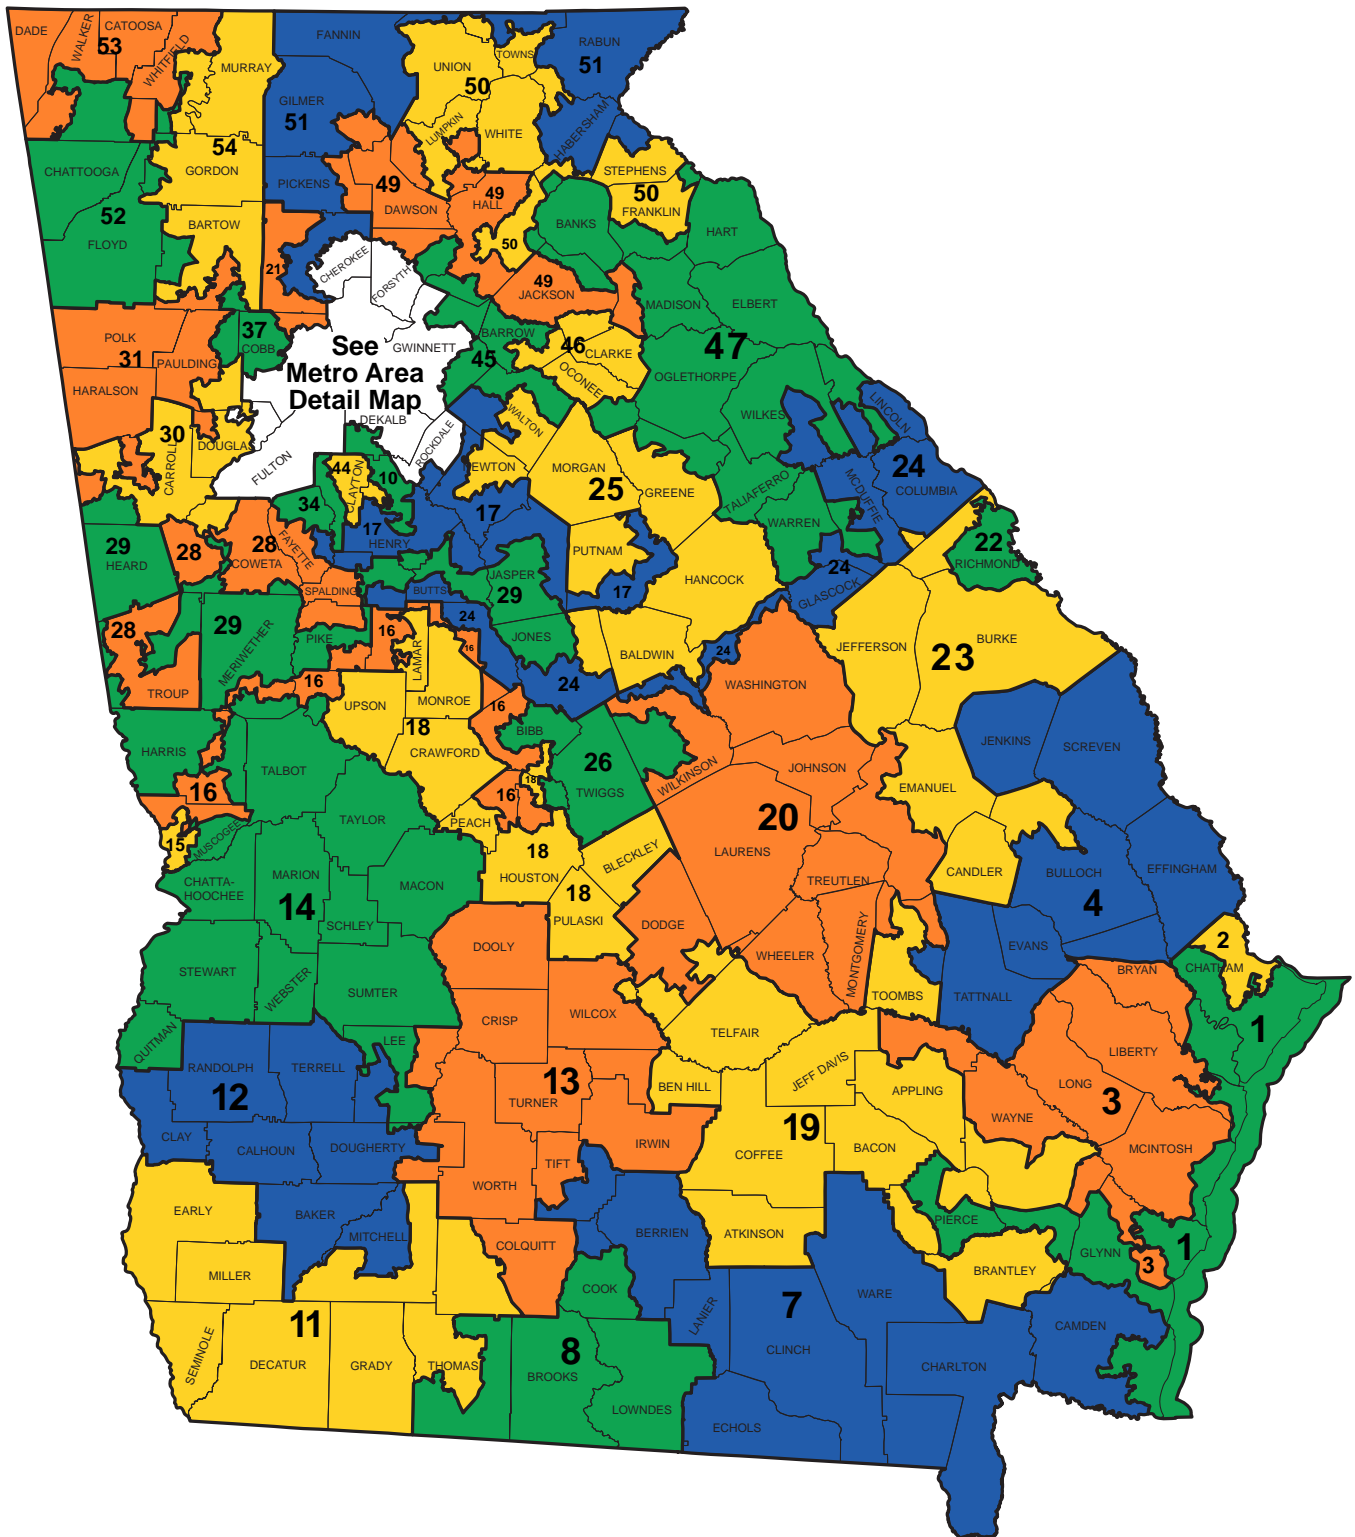 DADE
WALKER
CATOOSA
53
WHITFIELD
MURRAY
FANNIN
UNION
50
TOWNS
RABUN
51
GILMER
51
LUMPKIN
WHITE
HABERSHAM
54
GORDON
CHATTOOGA
PICKENS
49
DAWSON
49
HALL
STEPHENS
50
FRANKLIN
52
FLOYD
BARTOW
BANKS
HART
50
21
CHEROKEE
FORSYTH
49
JACKSON
MADISON
ELBERT
37
COBB
POLK
31
PAULDING
See
Metro Area
Detail Map
GWINNETT
BARROW
45
46
CLARKE
OCONEE
47
OGLETHORPE
HARALSON
DEKALB
ROCKDALE
WALTON
WILKES
LINCOLN
30
CARROLL
DOUGLAS
FULTON
44
CLAYTON
10
NEWTON
MORGAN
25
GREENE
TALIAFERRO
24
COLUMBIA
MCDUFFIE
34
17
HENRY
17
WARREN
22
RICHMOND
29
HEARD
28
28
COWETA
FAYETTE
SPALDING
BUTTS
JASPER
29
PUTNAM
17
HANCOCK
24
GLASCOCK
28
TROUP
29
MERIWETHER
PIKE
16
LAMAR
24
16
JONES
BALDWIN
24
JEFFERSON
23
BURKE
16
UPSON
MONROE
18
CRAWFORD
16
24
WASHINGTON
HARRIS
BIBB
26
TWIGGS
WILKINSON
JOHNSON
JENKINS
SCREVEN
16
TALBOT
18
16
EMANUEL
15
MUSCOGEE
TAYLOR
PEACH
18
HOUSTON
BLECKLEY
20
LAURENS
TREUTLEN
CANDLER
BULLOCH
4
EFFINGHAM
CHATTA-
HOOCHEE
MARION
14
SCHLEY
MACON
18
PULASKI
DODGE
WHEELER
MONTGOMERY
EVANS
2
STEWART
WEBSTER
SUMTER
DOOLY
TOOMBS
TATTNALL
BRYAN
CHATHAM
1
QUITMAN
LEE
CRISP
WILCOX
TELFAIR
LIBERTY
RANDOLPH
12
TERRELL
13
TURNER
BEN HILL
JEFF DAVIS
APPLING
LONG
3
WAYNE
CLAY
CALHOUN
DOUGHERTY
IRWIN
19
COFFEE
BACON
MCINTOSH
TIFT
WORTH
EARLY
BAKER
MITCHELL
COLQUITT
BERRIEN
ATKINSON
PIERCE
GLYNN
1
3
MILLER
COOK
BRANTLEY
11
SEMINOLE
DECATUR
GRADY
THOMAS
8
BROOKS
LANIER
7
CLINCH
WARE
CAMDEN
CHARLTON
LOWNDES
ECHOLS